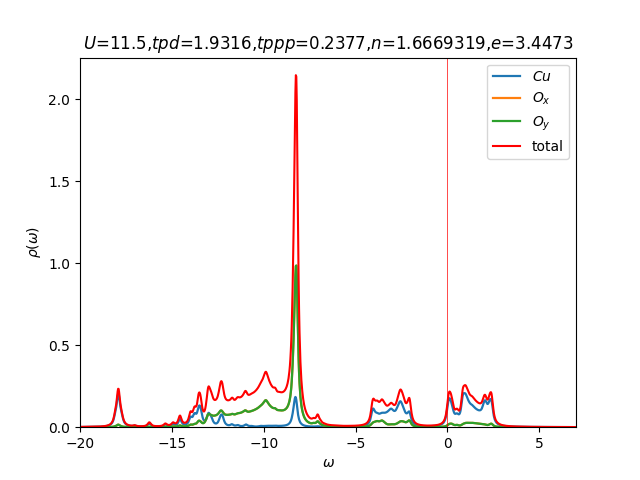 U=11.5,tpd=1.9316,tppp=0.2377,n=1.6669319,e=3.4473
Cu
Oₓ
O_y
total
2.0
1.5
1.0
0.5
0.0
ρ(ω)
−20
−15
−10
−5
0
5
ω